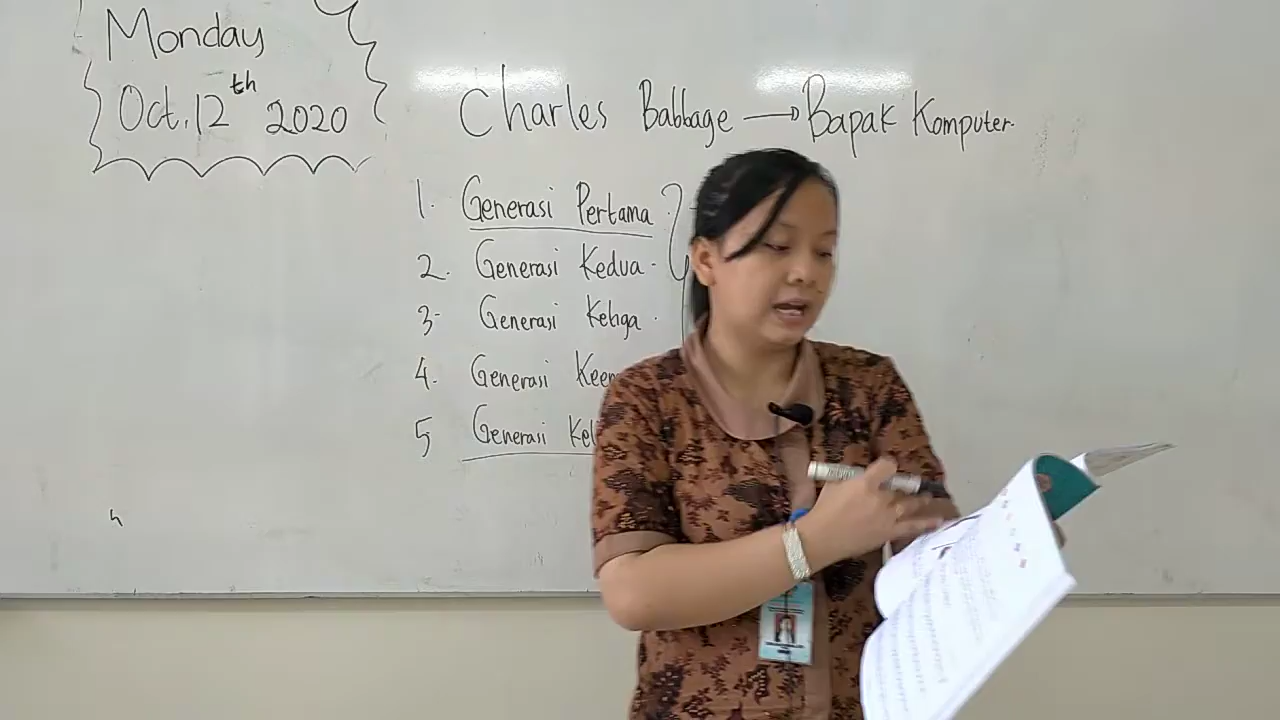 Monday
Oct. 12th 2020
Charles Babbage → Bapak Komputer.
1. Generasi Pertama
2. Generasi Kedua
3. Generasi Ketiga
4. Generasi
5 Generasi